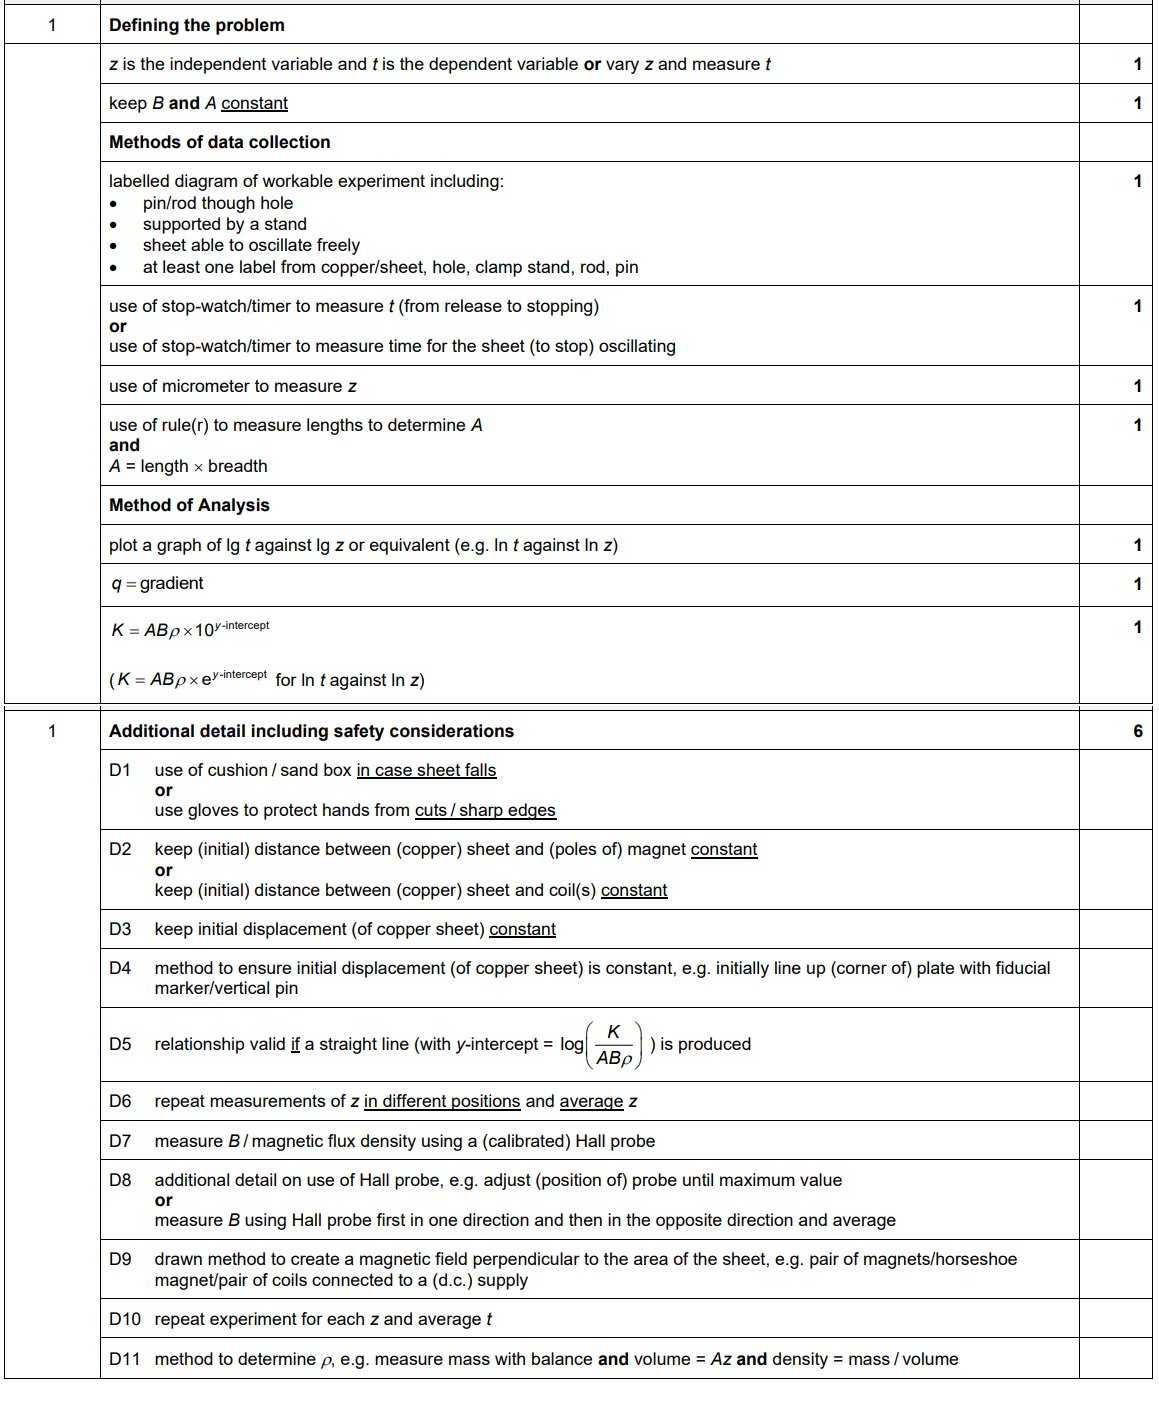 1 Defining the problem
z is the independent variable and t is the dependent variable or vary z and measure t 1
keep B and A constant 1
Methods of data collection
labelled diagram of workable experiment including: 1
• pin/rod though hole
• supported by a stand
• sheet able to oscillate freely
• at least one label from copper/sheet, hole, clamp stand, rod, pin
use of stop-watch/timer to measure t (from release to stopping) 1
or
use of stop-watch/timer to measure time for the sheet (to stop) oscillating
use of micrometer to measure z 1
use of rule(r) to measure lengths to determine A 1
and
A = length × breadth
Method of Analysis
plot a graph of lg t against lg z or equivalent (e.g. ln t against ln z) 1
q = gradient 1
K = ABρ × 10^y-intercept 1
(K = ABρ × e^y-intercept for ln t against ln z)
1 Additional detail including safety considerations 6
D1 use of cushion / sand box in case sheet falls
or
use gloves to protect hands from cuts / sharp edges
D2 keep (initial) distance between (copper) sheet and (poles of) magnet constant
or
keep (initial) distance between (copper) sheet and coil(s) constant
D3 keep initial displacement (of copper sheet) constant
D4 method to ensure initial displacement (of copper sheet) is constant, e.g. initially line up (corner of) plate with fiducial
marker/vertical pin
D5 relationship valid if a straight line (with y-intercept = log(K/ABρ)) is produced
D6 repeat measurements of z in different positions and average z
D7 measure B / magnetic flux density using a (calibrated) Hall probe
D8 additional detail on use of Hall probe, e.g. adjust (position of) probe until maximum value
or
measure B using Hall probe first in one direction and then in the opposite direction and average
D9 drawn method to create a magnetic field perpendicular to the area of the sheet, e.g. pair of magnets/horseshoe
magnet/pair of coils connected to a (d.c.) supply
D10 repeat experiment for each z and average t
D11 method to determine ρ, e.g. measure mass with balance and volume = Az and density = mass / volume